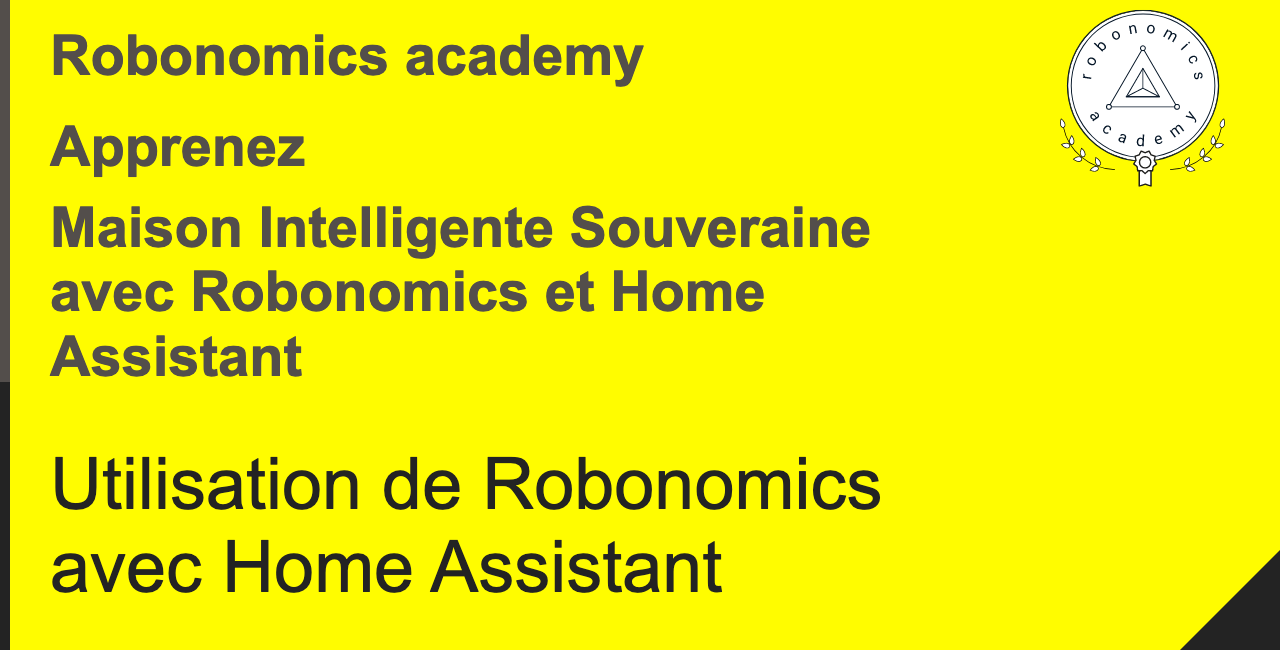 Robonomics academy
Apprenez
Maison Intelligente Souveraine
avec Robonomics et Home
Assistant
Utilisation de Robonomics
avec Home Assistant
robonomics
academy